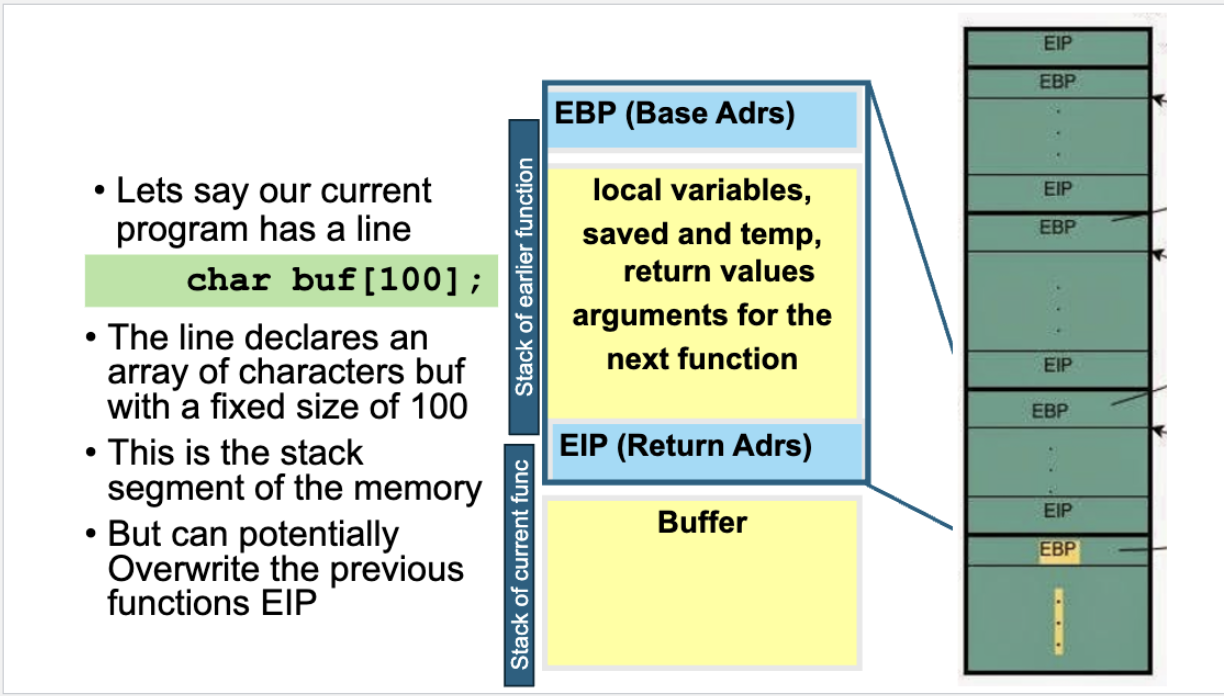 • Lets say our current
program has a line
char buf[100];
• The line declares an
array of characters buf
with a fixed size of 100
• This is the stack
segment of the memory
• But can potentially
Overwrite the previous
functions EIP
Stack of earlier function
Stack of current func
EBP (Base Adrs)
local variables,
saved and temp,
return values
arguments for the
next function
EIP (Return Adrs)
Buffer
EIP
EBP
EIP
EBP
EIP
EBP
EIP
EBP